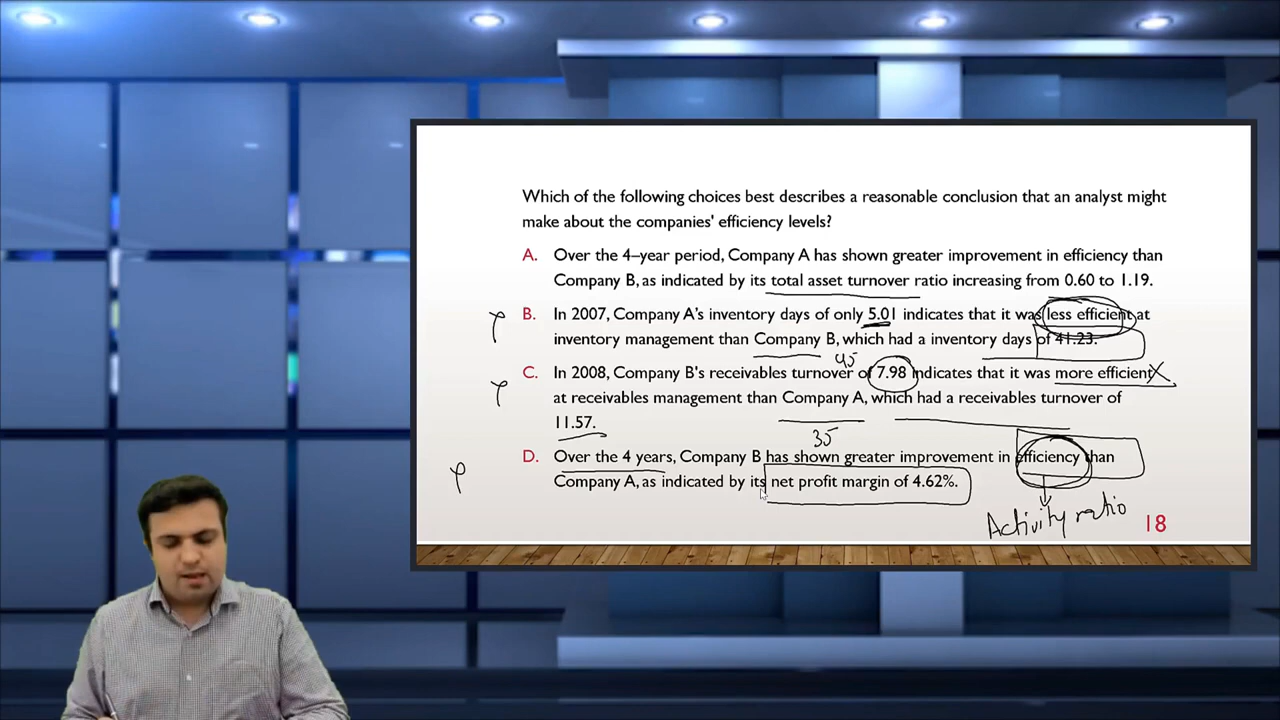 Which of the following choices best describes a reasonable conclusion that an analyst might
make about the companies' efficiency levels?
A. Over the 4–year period, Company A has shown greater improvement in efficiency than
Company B, as indicated by its total asset turnover ratio increasing from 0.60 to 1.19.
B. In 2007, Company A's inventory days of only 5.01 indicates that it was less efficient at
inventory management than Company B, which had a inventory days of 41.23.
45
C. In 2008, Company B's receivables turnover of 7.98 indicates that it was more efficient
at receivables management than Company A, which had a receivables turnover of
11.57.
35
D. Over the 4 years, Company B has shown greater improvement in efficiency than
Company A, as indicated by its net profit margin of 4.62%.
Activity ratio
18